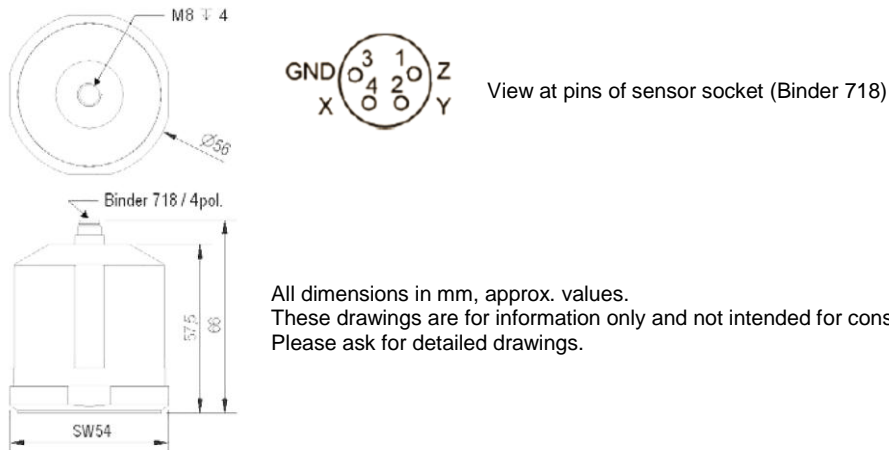 M8 ↧ 4
GND 3 1 Z
X 4 2 Y
View at pins of sensor socket (Binder 718)
Ø56
Binder 718 / 4pol.
57,5
66
SW54
All dimensions in mm, approx. values.
These drawings are for information only and not intended for cons
Please ask for detailed drawings.